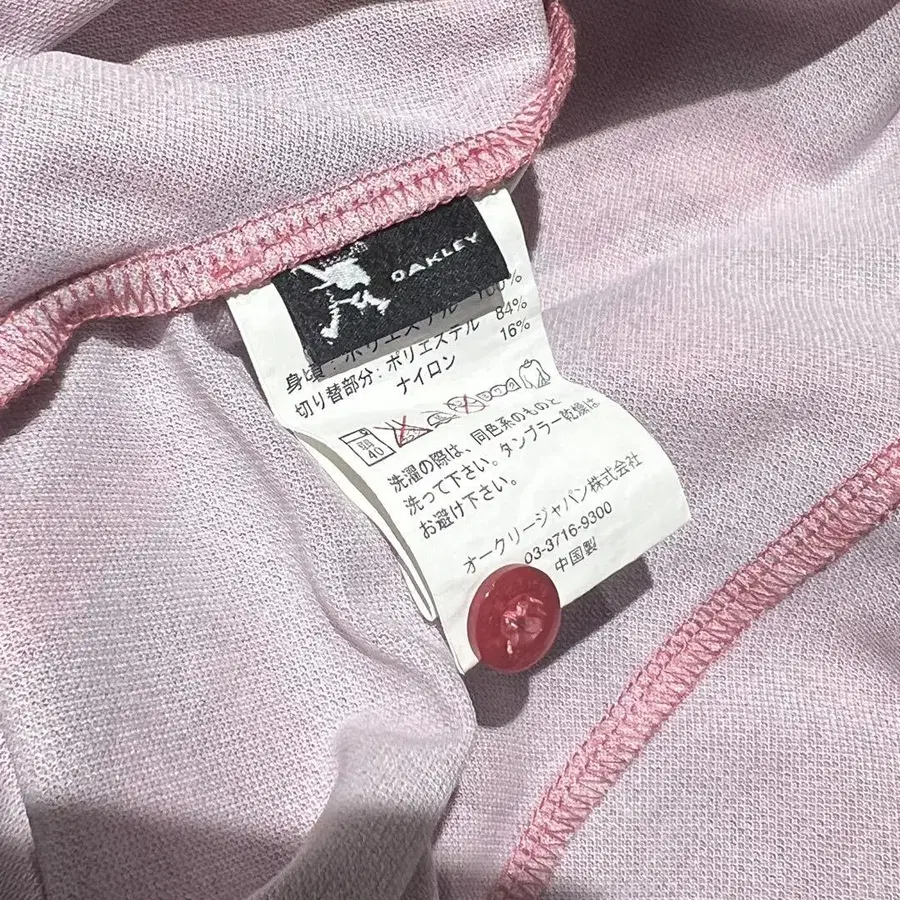 OAKLEY
身頃:ポリエステル 100%
切り替部分:ポリエステル 84%
ナイロン 16%
40
洗濯の際は、同色系のものと
洗って下さい。タンブラー乾燥は
お避け下さい。
オークリージャパン株式会社
03-3716-9300
中国製